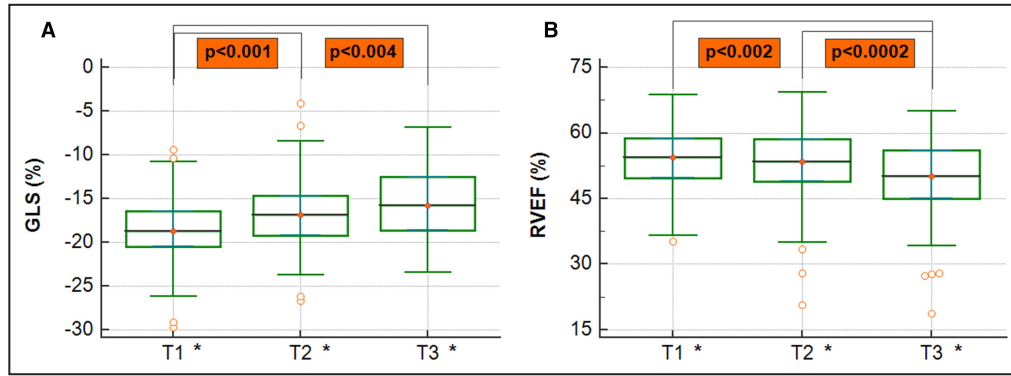 A
p<0.001
p<0.004
0
-5
-10
-15
-20
-25
-30
GLS (%)
T1 *
T2 *
T3 *
B
p<0.002
p<0.0002
75
60
45
30
15
RVEF (%)
T1 *
T2 *
T3 *